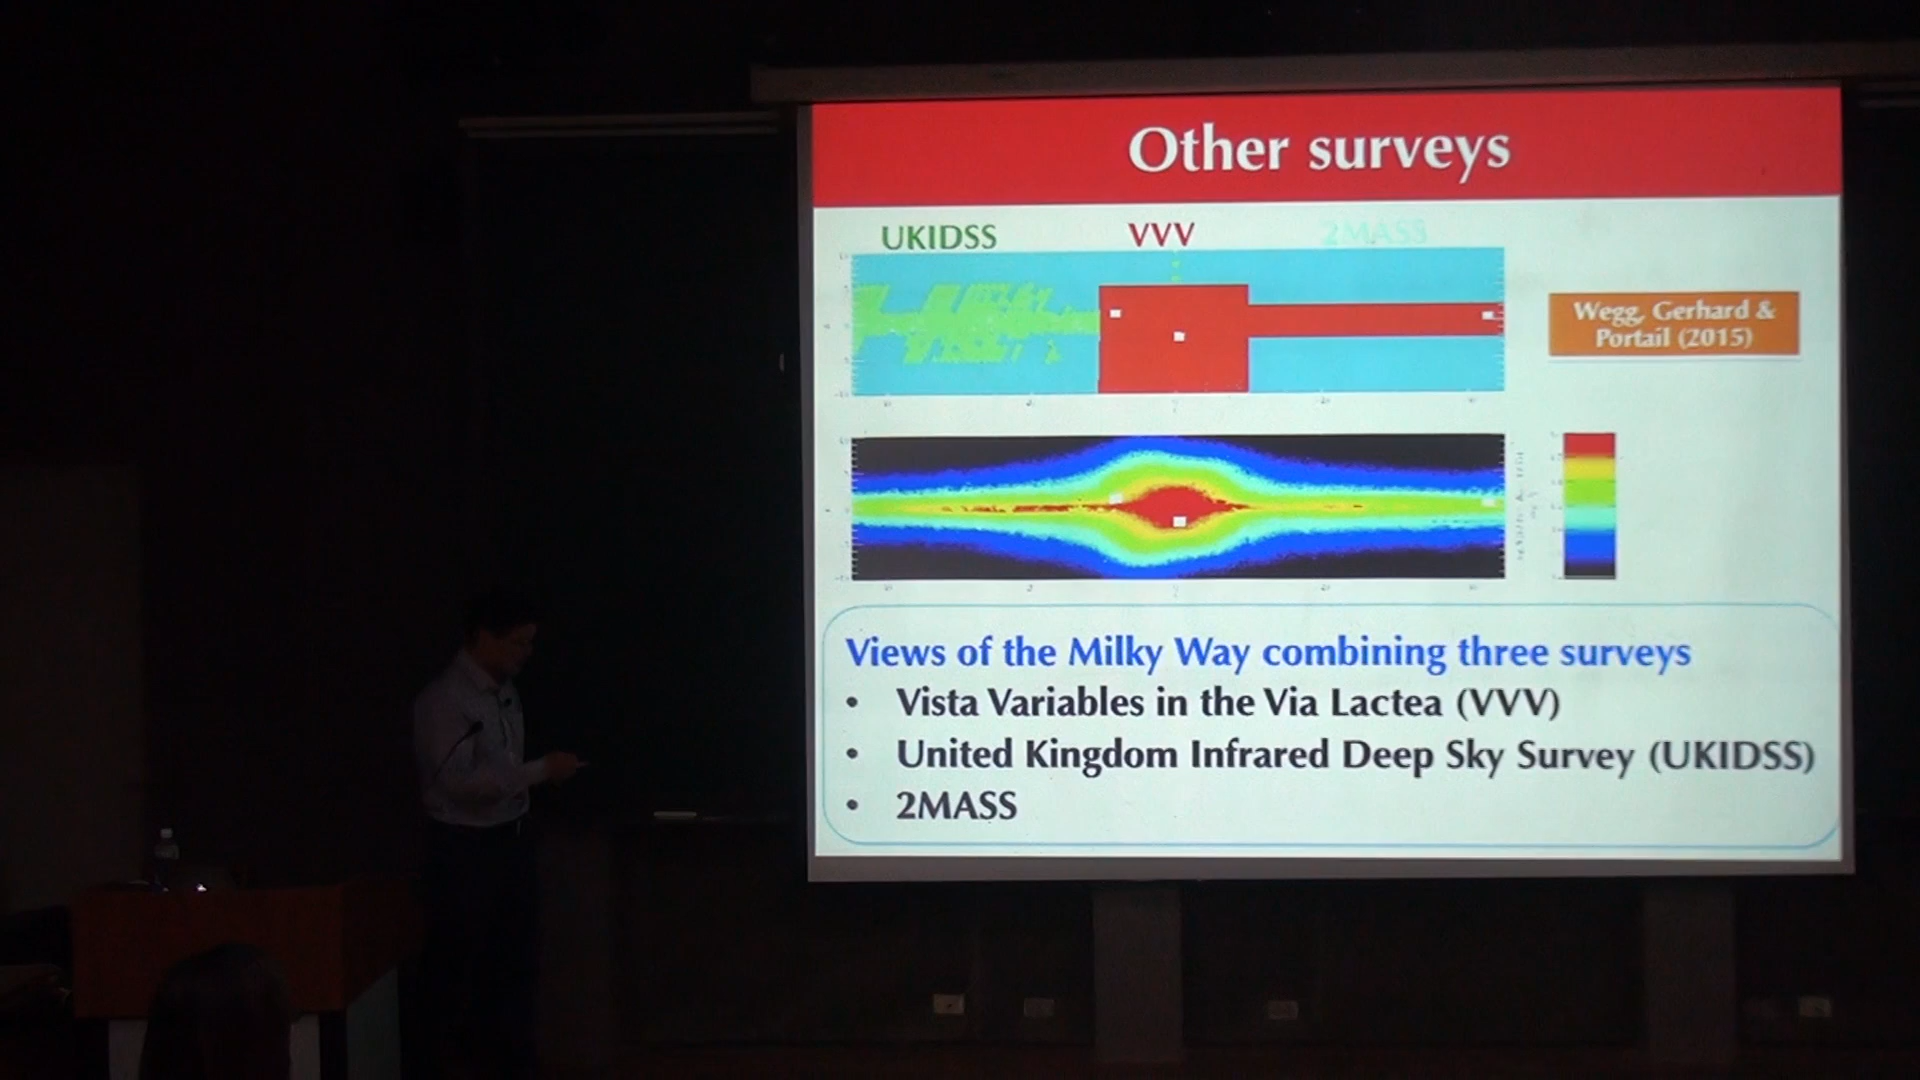 Other surveys
UKIDSS
VVV
2MASS
Wegg, Gerhard &
Portail (2015)
Views of the Milky Way combining three surveys
• Vista Variables in the Via Lactea (VVV)
• United Kingdom Infrared Deep Sky Survey (UKIDSS)
• 2MASS